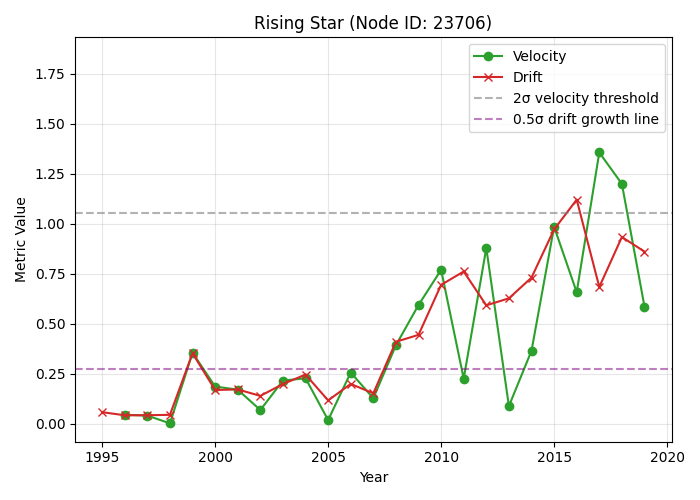 Rising Star (Node ID: 23706)
Velocity
Drift
2σ velocity threshold
0.5σ drift growth line
Metric Value
1.75
1.50
1.25
1.00
0.75
0.50
0.25
0.00
1995 2000 2005 2010 2015 2020
Year